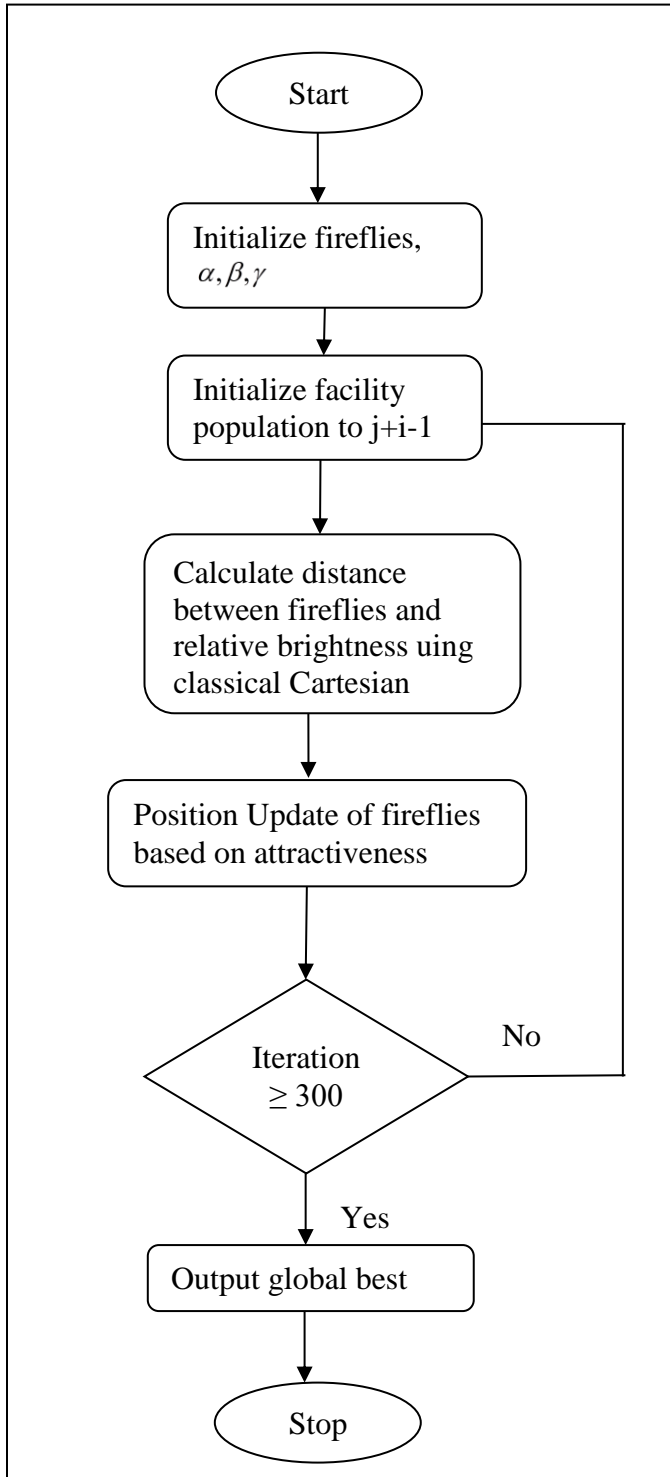 Start
Initialize fireflies,
α,β,γ
Initialize facility
population to j+i-1
Calculate distance
between fireflies and
relative brightness uing
classical Cartesian
Position Update of fireflies
based on attractiveness
Iteration
≥ 300
No
Yes
Output global best
Stop